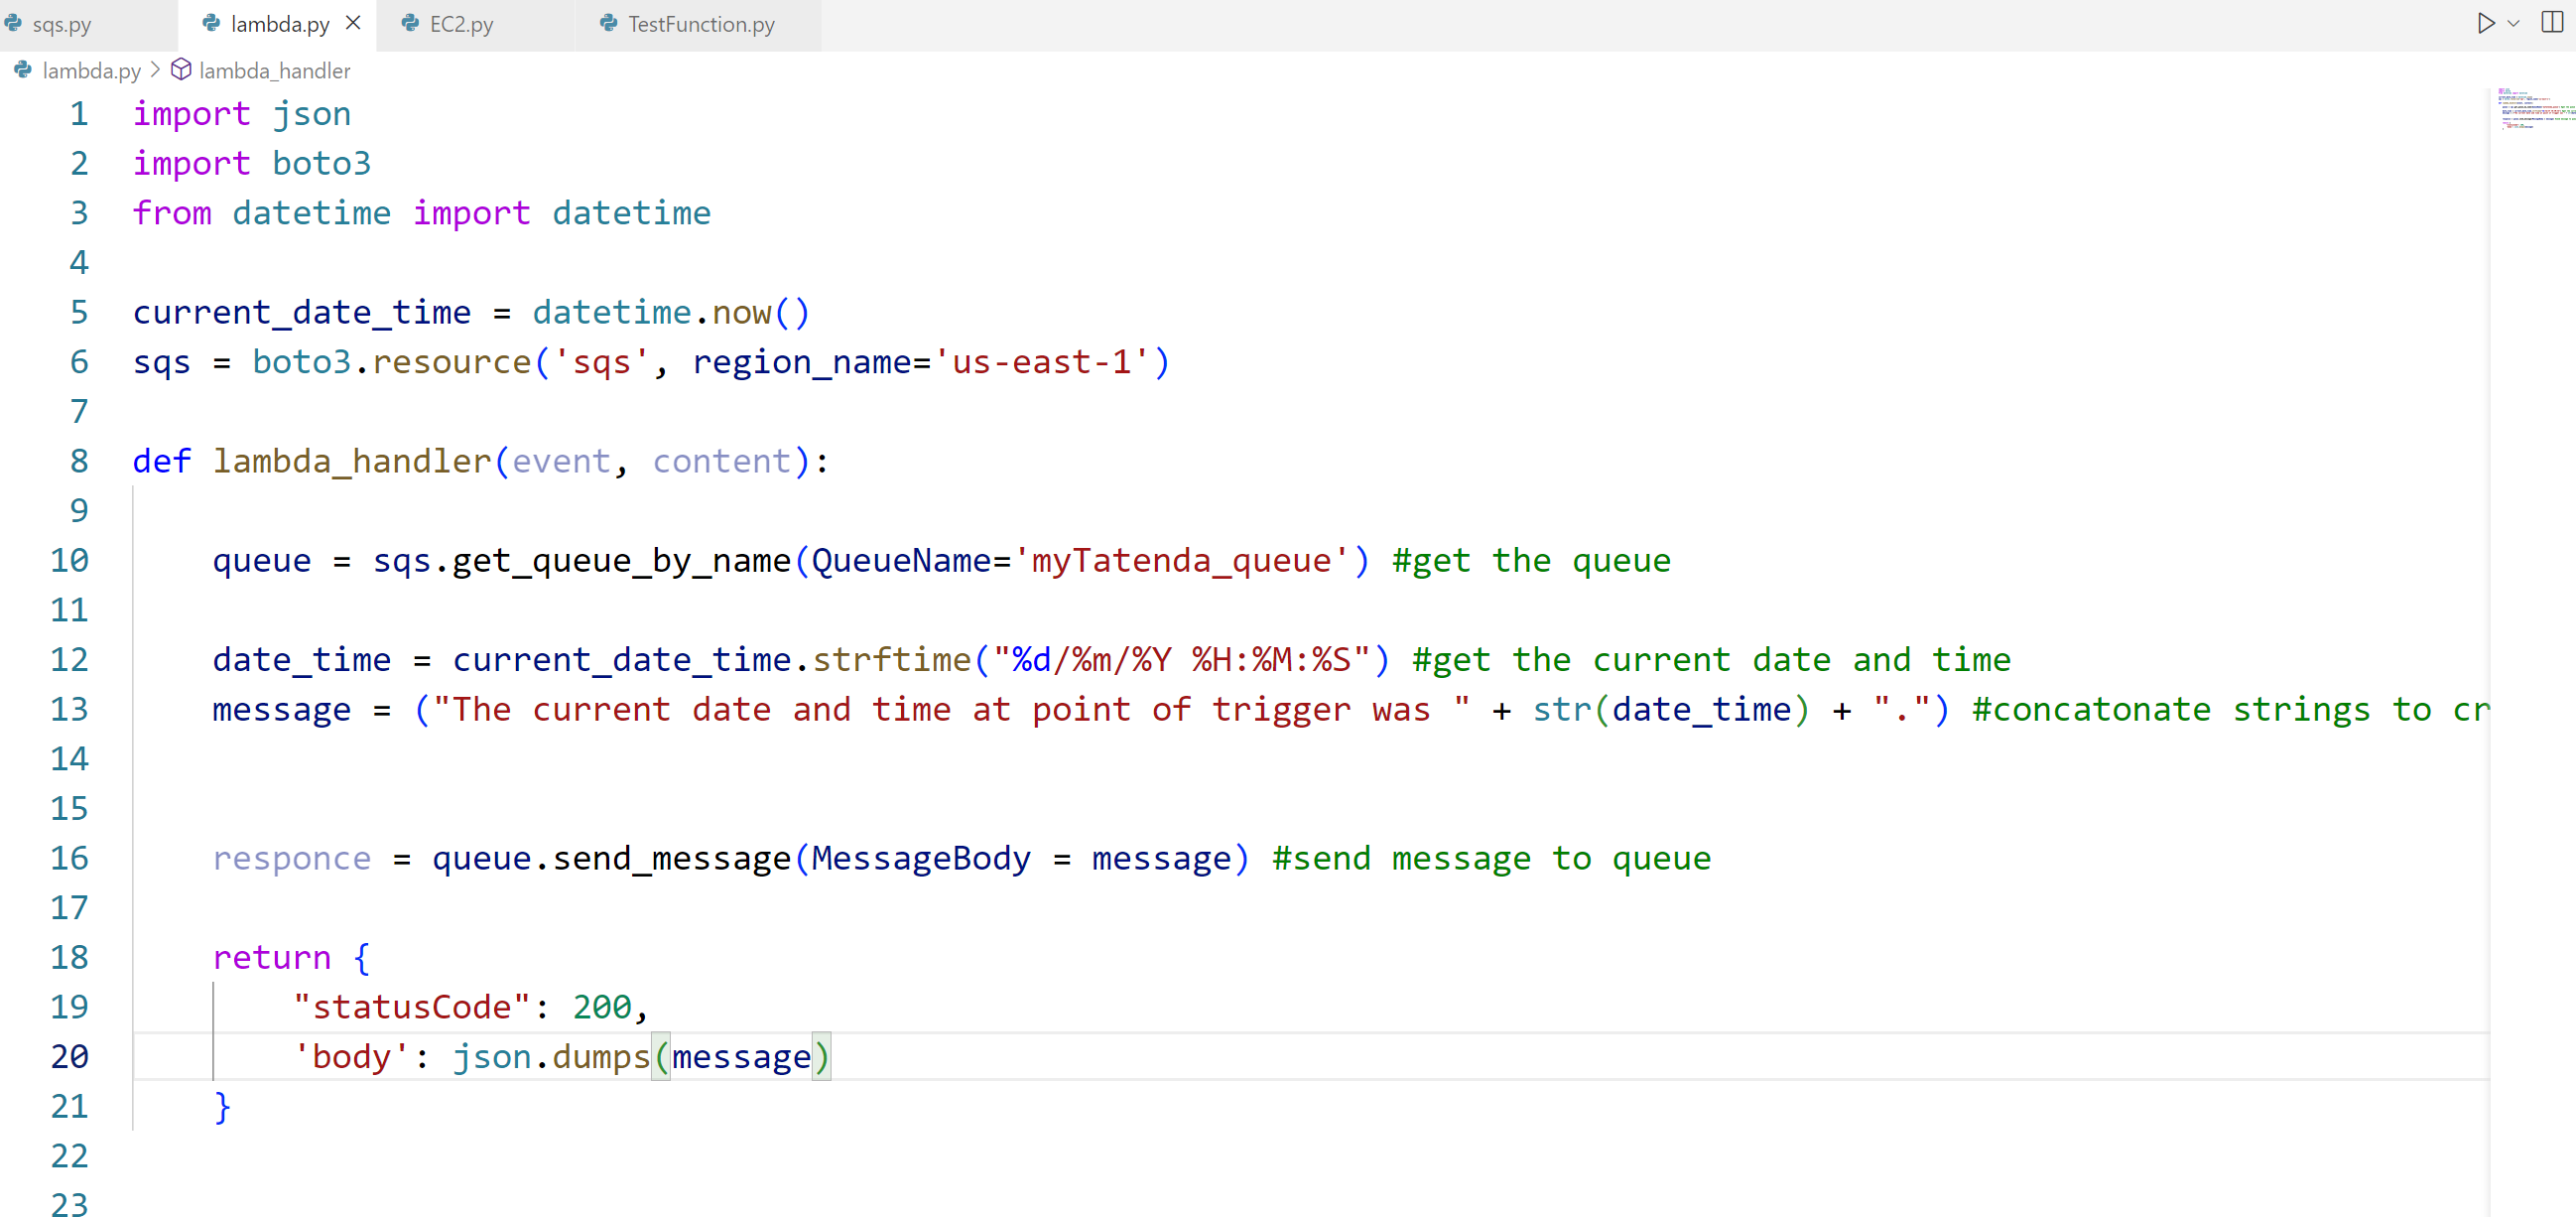 sqs.py lambda.py EC2.py TestFunction.py
lambda.py > lambda_handler
1 import json
2 import boto3
3 from datetime import datetime
4
5 current_date_time = datetime.now()
6 sqs = boto3.resource('sqs', region_name='us-east-1')
7
8 def lambda_handler(event, content):
9
10 queue = sqs.get_queue_by_name(QueueName='myTatenda_queue') #get the queue
11
12 date_time = current_date_time.strftime("%d/%m/%Y %H:%M:%S") #get the current date and time
13 message = ("The current date and time at point of trigger was " + str(date_time) + ".") #concatonate strings to cr
14
15
16 responce = queue.send_message(MessageBody = message) #send message to queue
17
18 return {
19 "statusCode": 200,
20 'body': json.dumps(message)
21 }
22
23